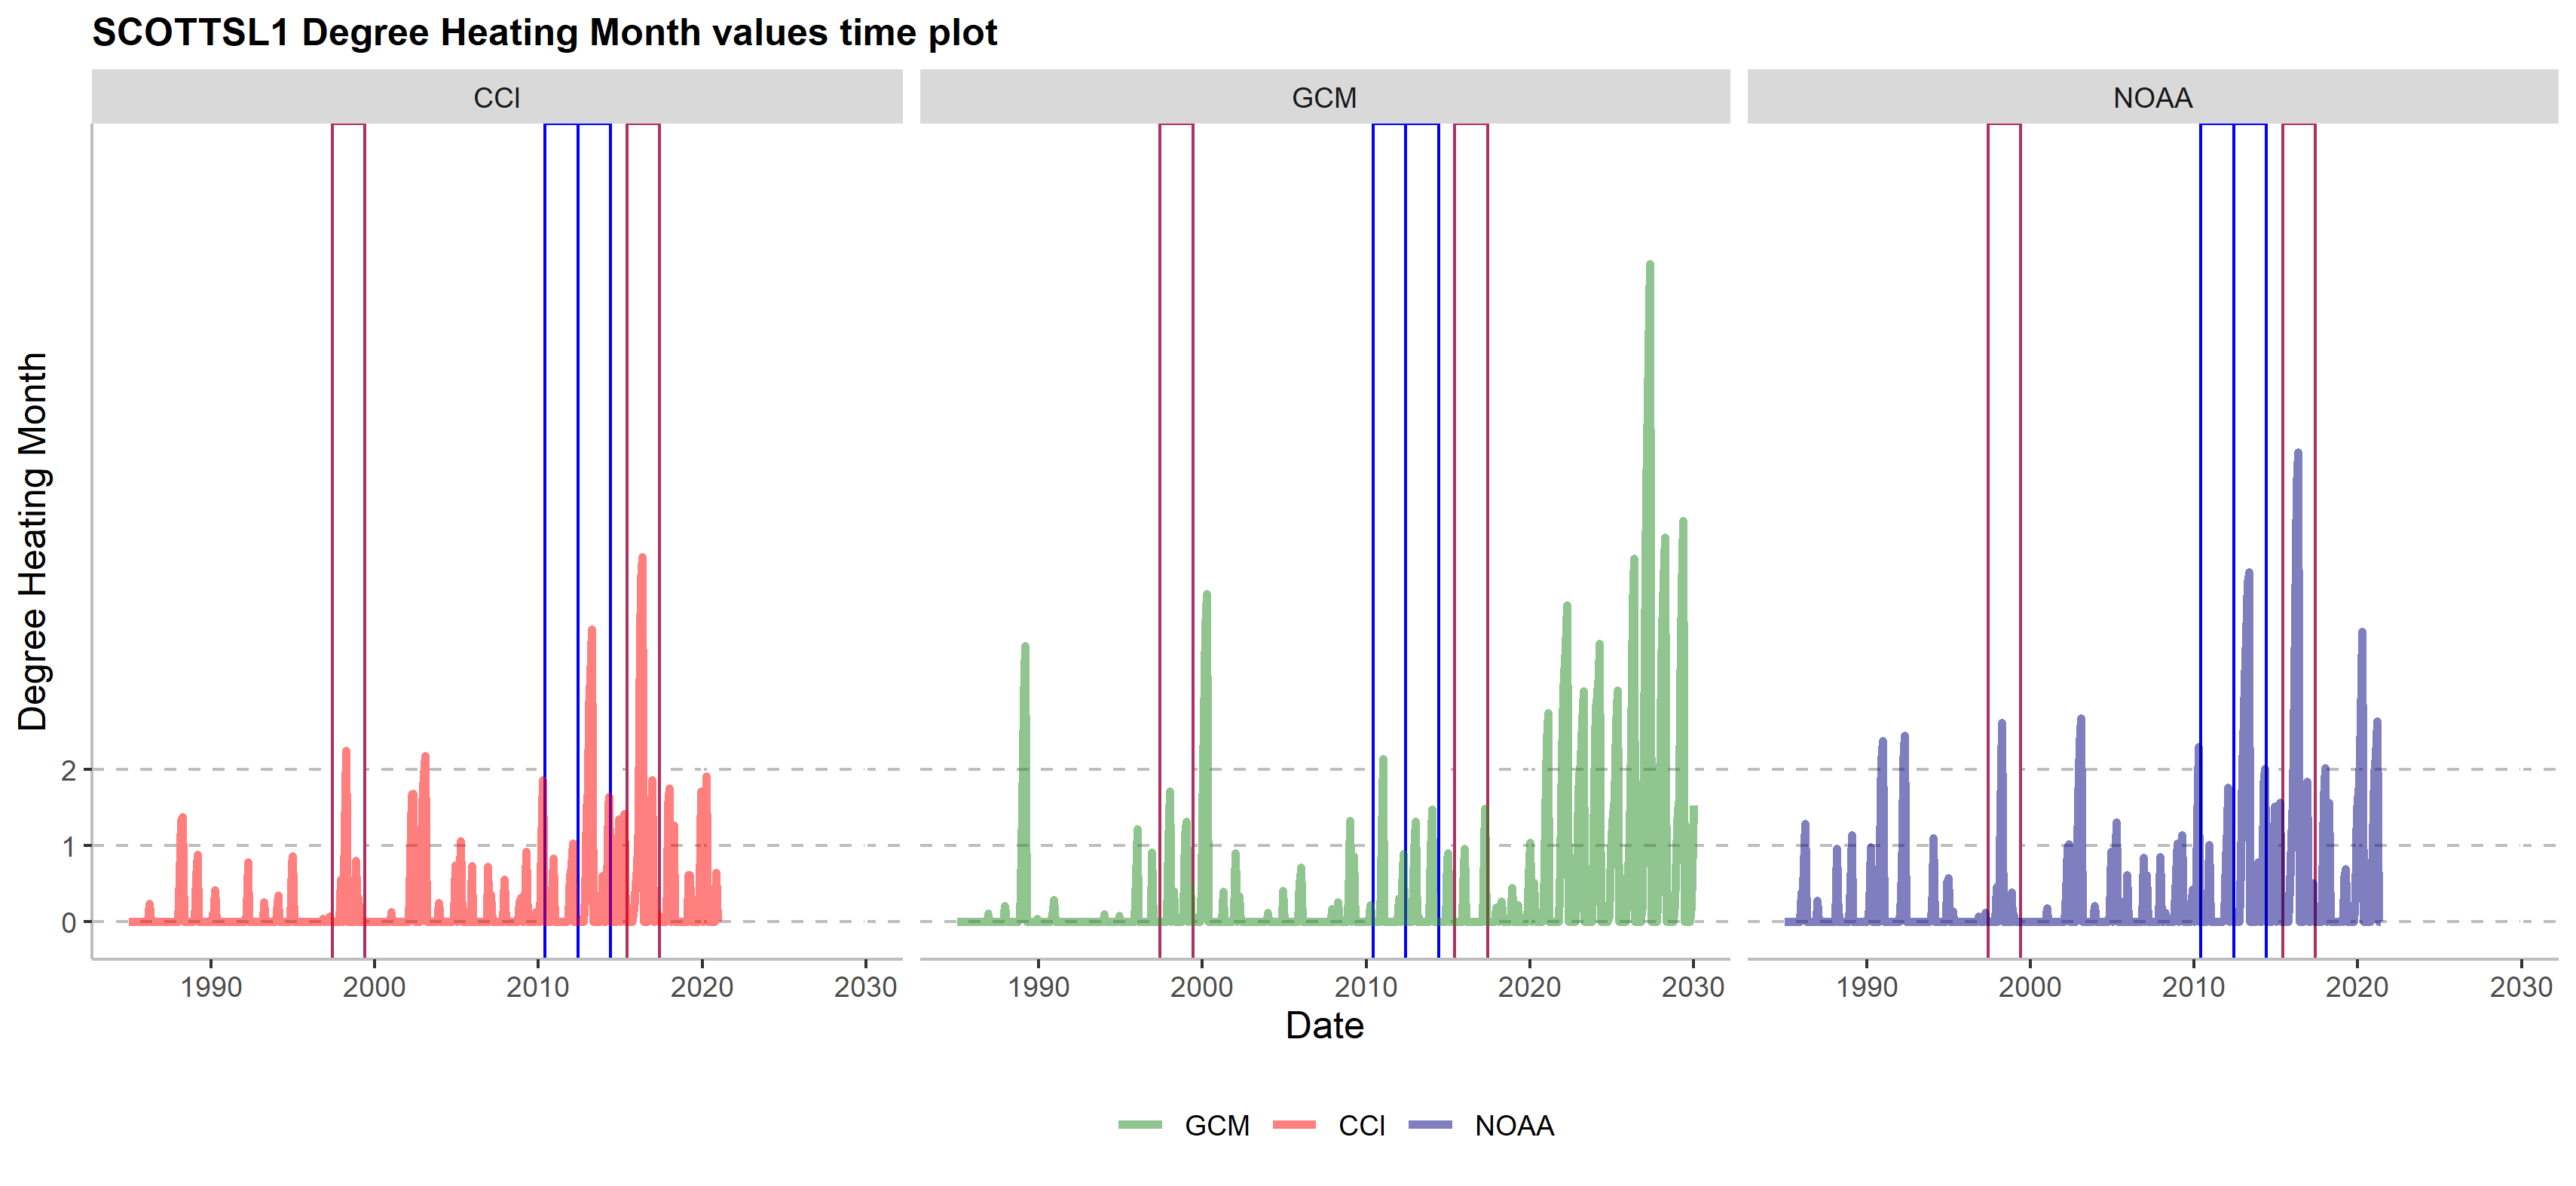 SCOTTSL1 Degree Heating Month values time plot
CCI GCM NOAA
Degree Heating Month
2
1
0
1990 2000 2010 2020 2030 1990 2000 2010 2020 2030 1990 2000 2010 2020 2030
Date
GCM CCI NOAA